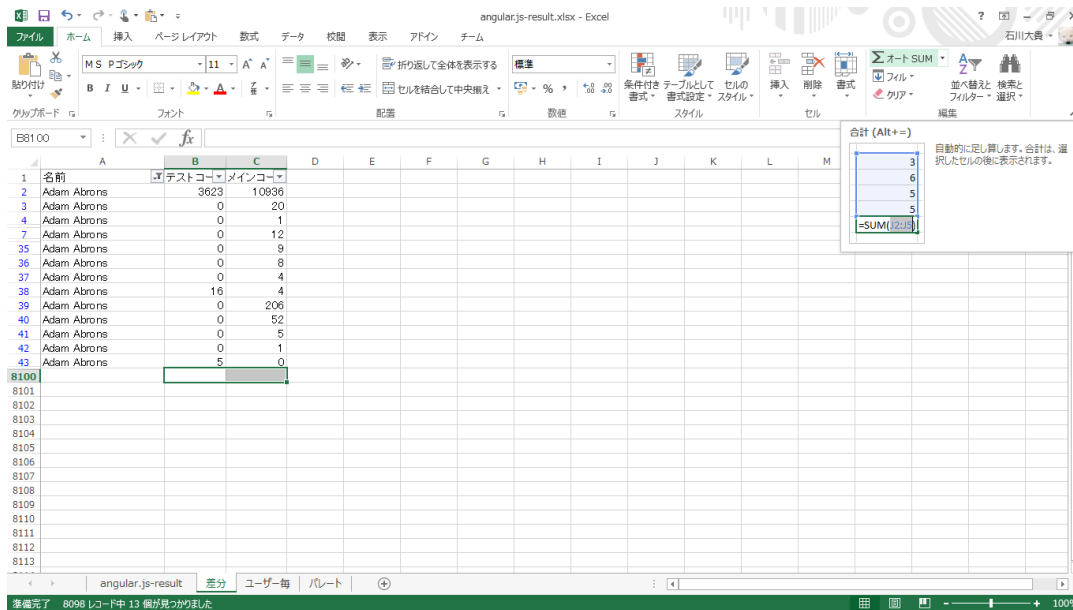 angular.js-result.xlsx - Excel
ファイル ホーム 挿入 ページ レイアウト 数式 データ 校閲 表示 アドイン チーム 石川大貴
貼り付け
MS Pゴシック 11 A A
B I U A
折り返して全体を表示する
セルを結合して中央揃え
標準
%
条件付き書式 テーブルとして書式設定 セルのスタイル
挿入 削除 書式
Σ オート SUM
フィル
クリア
並べ替えと フィルター 検索と 選択
クリップボード フォント 配置 数値 スタイル セル 編集
B8100 fx
合計 (Alt+=)
自動的に足し算します。合計は、選
択したセルの後に表示されます。
3
6
5
5
=SUM(J2:J5)
A B C D E F G H I J K L M
1 名前 テストコー メインコー
2 Adam Abrons 3623 10936
3 Adam Abrons 0 20
4 Adam Abrons 0 1
7 Adam Abrons 0 12
35 Adam Abrons 0 9
36 Adam Abrons 0 8
37 Adam Abrons 0 4
38 Adam Abrons 16 4
39 Adam Abrons 0 206
40 Adam Abrons 0 52
41 Adam Abrons 0 5
42 Adam Abrons 0 1
43 Adam Abrons 5 0
8100
8101
8102
8103
8104
8105
8106
8107
8108
8109
8110
8111
8112
8113
angular.js-result 差分 ユーザー毎 パレート
準備完了 8098 レコード中 13 個が見つかりました 100%